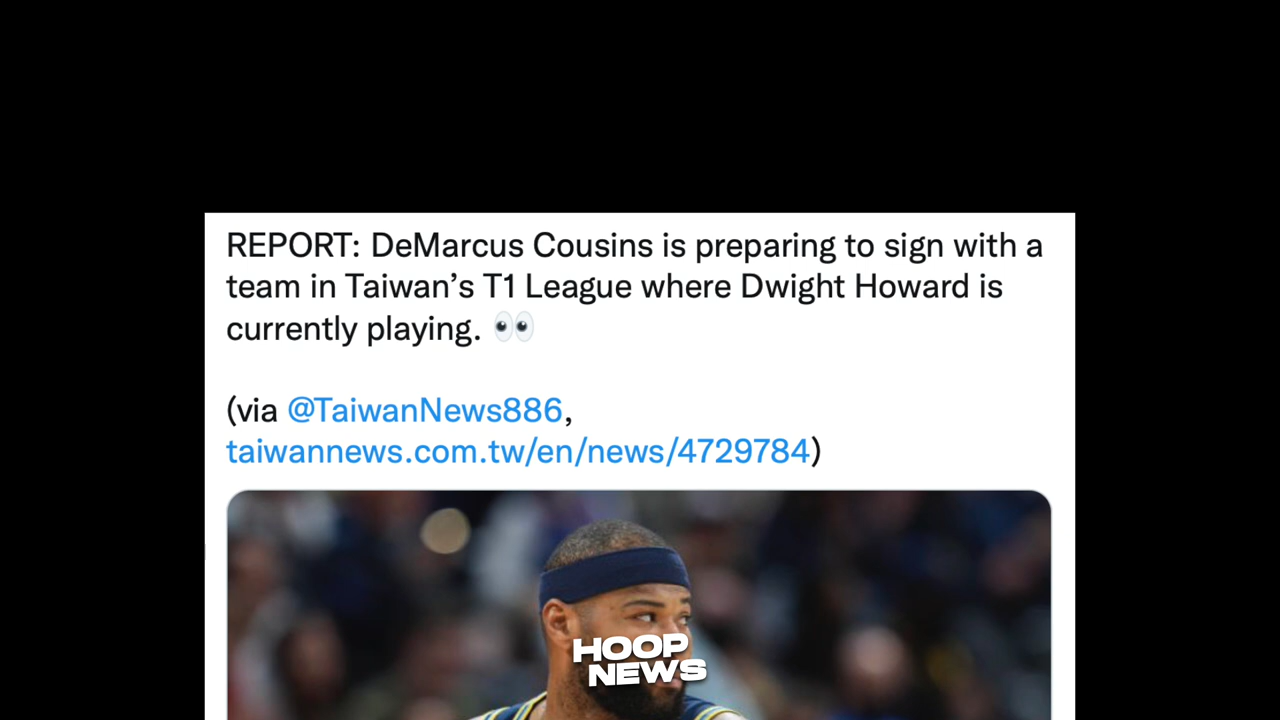 REPORT: DeMarcus Cousins is preparing to sign with a
team in Taiwan’s T1 League where Dwight Howard is
currently playing. 👀
(via @TaiwanNews886,
taiwannews.com.tw/en/news/4729784)
HOOP
NEWS